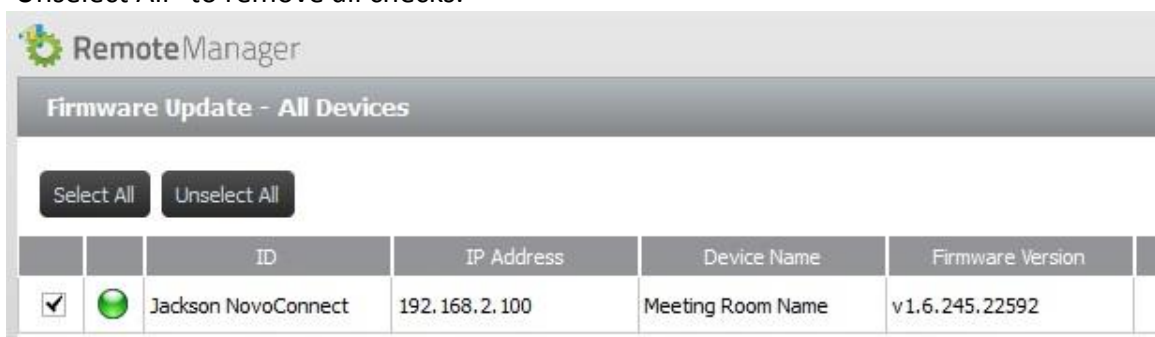 "Unselect All" to remove all checks.
RemoteManager
Firmware Update - All Devices
Select All Unselect All
ID IP Address Device Name Firmware Version
Jackson NovoConnect 192.168.2.100 Meeting Room Name v1.6.245.22592